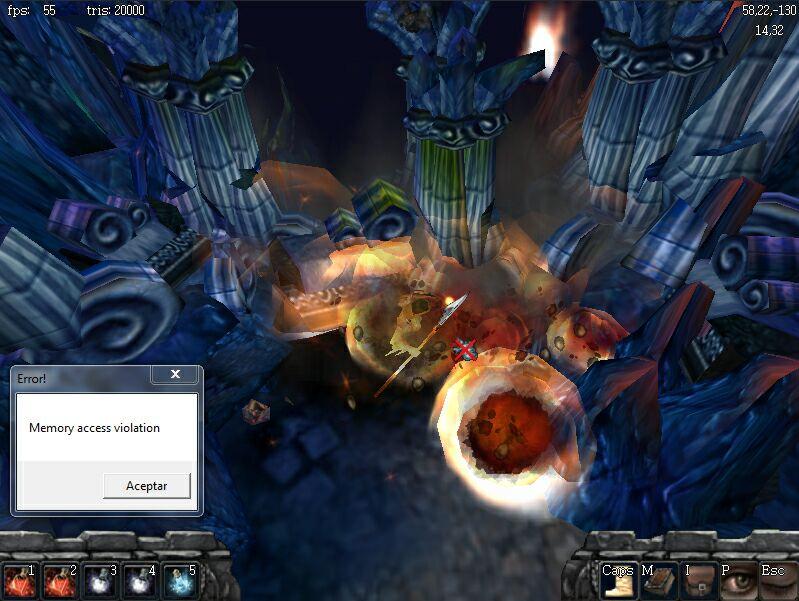 fps: 55 tris: 20000
58,22,-130
14,32
Error!
Memory access violation
Aceptar
1 2 3 4 5
Caps M I P Esc